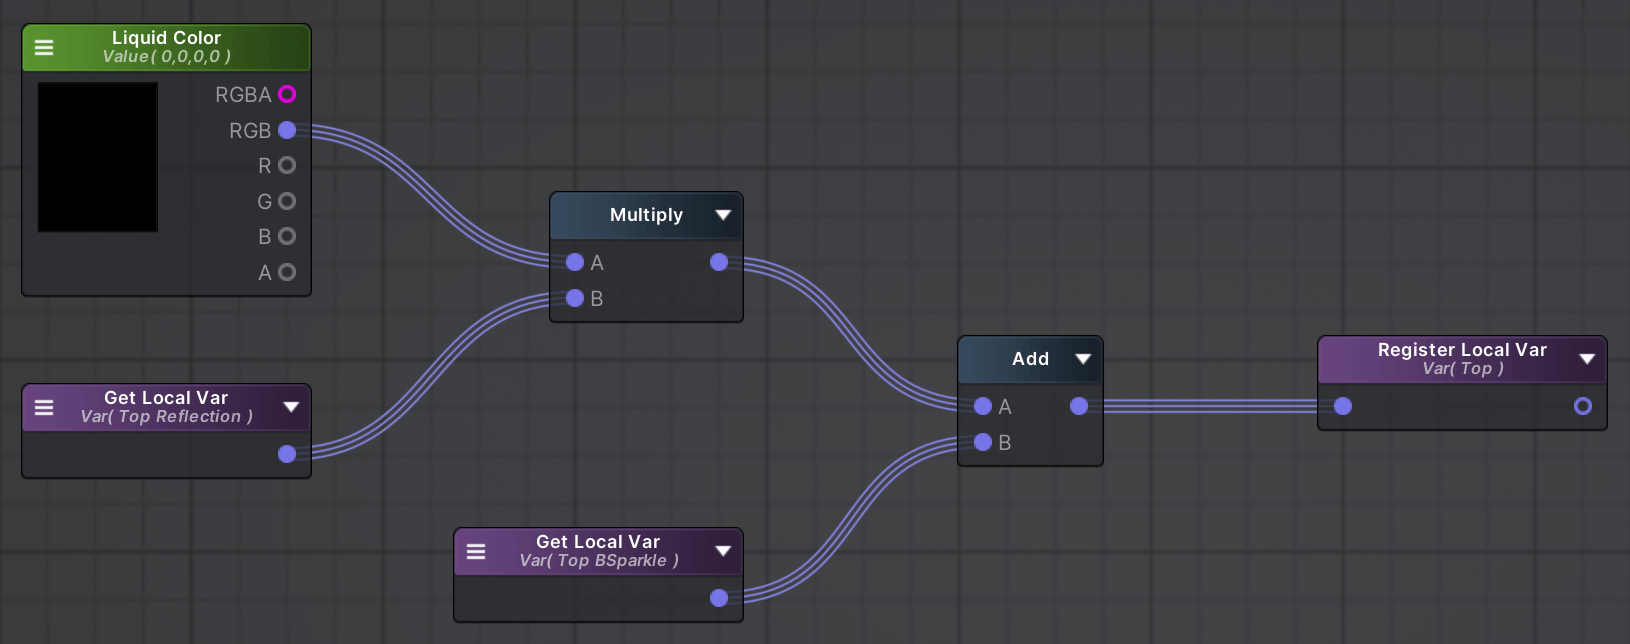 Liquid Color
Value( 0,0,0,0 )
RGBA
RGB
R
G
B
A
Multiply
A
B
Get Local Var
Var( Top Reflection )
Add
A
B
Register Local Var
Var( Top )
Get Local Var
Var( Top BSparkle )